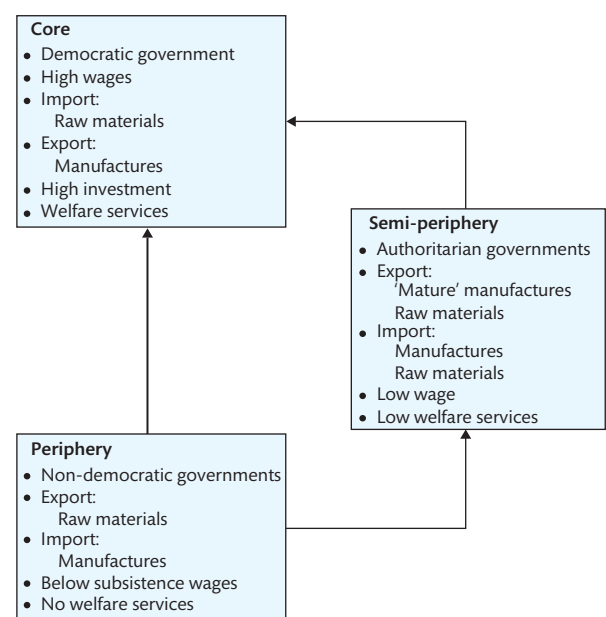 Core
• Democratic government
• High wages
• Import:
Raw materials
• Export:
Manufactures
• High investment
• Welfare services
Semi-periphery
• Authoritarian governments
• Export:
‘Mature’ manufactures
Raw materials
• Import:
Manufactures
Raw materials
• Low wage
• Low welfare services
Periphery
• Non-democratic governments
• Export:
Raw materials
• Import:
Manufactures
• Below subsistence wages
• No welfare services